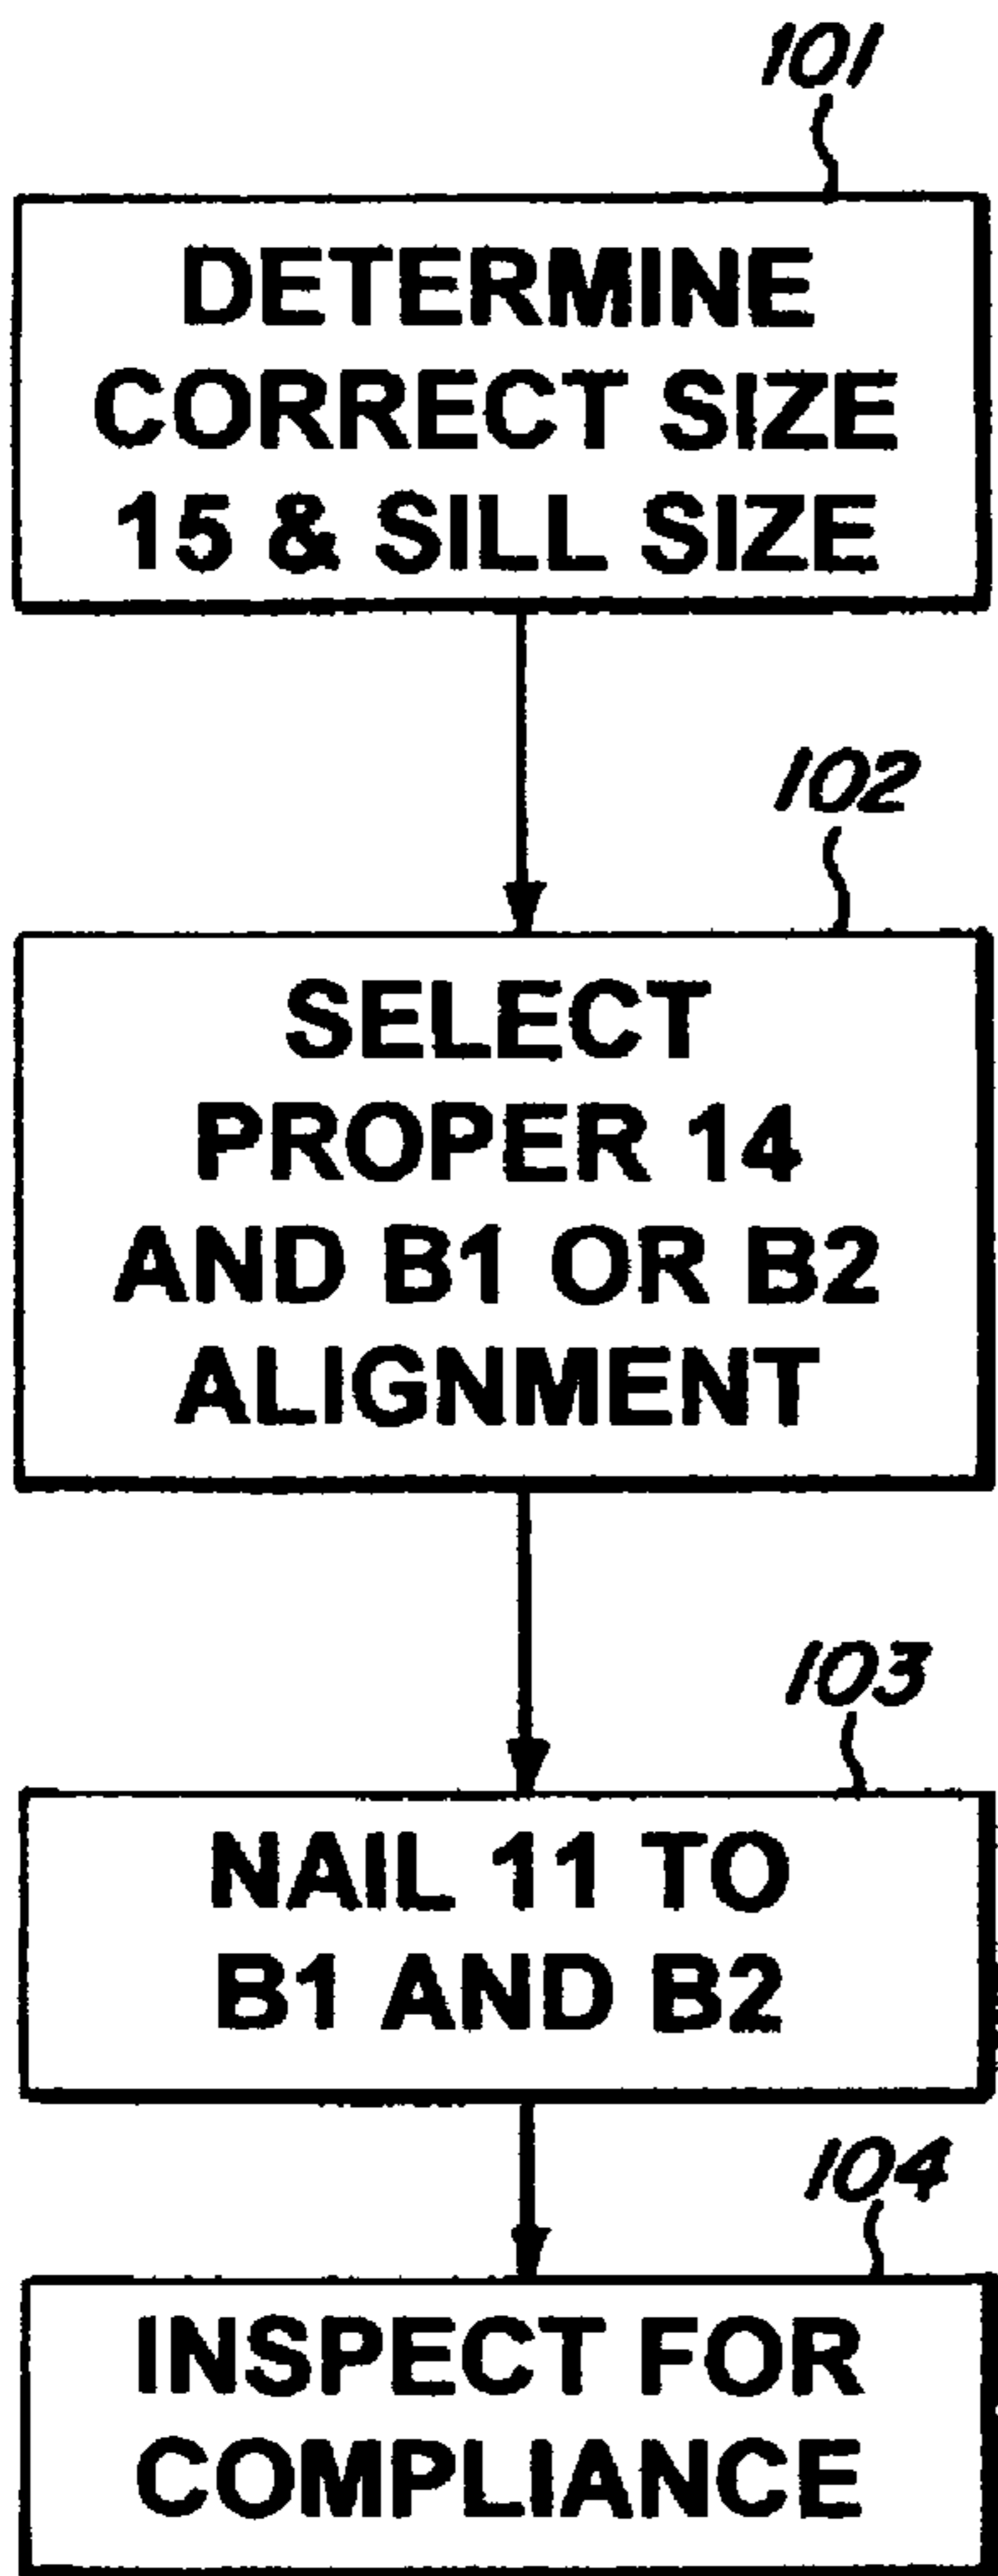 101
DETERMINE
CORRECT SIZE
15 & SILL SIZE
102
SELECT
PROPER 14
AND B1 OR B2
ALIGNMENT
103
NAIL 11 TO
B1 AND B2
104
INSPECT FOR
COMPLIANCE